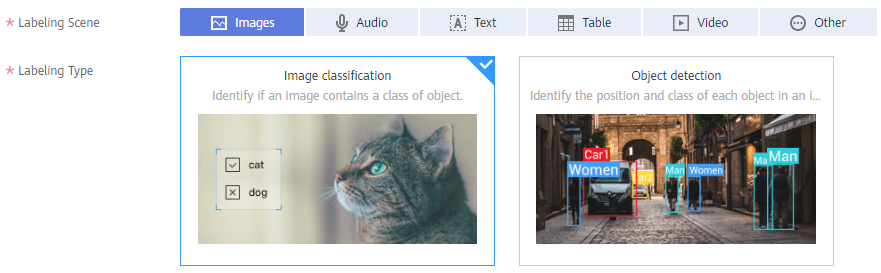 * Labeling Scene
Images
Audio
Text
Table
Video
Other
* Labeling Type
Image classification
Identify if an image contains a class of object.
cat
dog
Object detection
Identify the position and class of each object in an i...
Car1
Women
Car2
Man
Women
Ma
Man